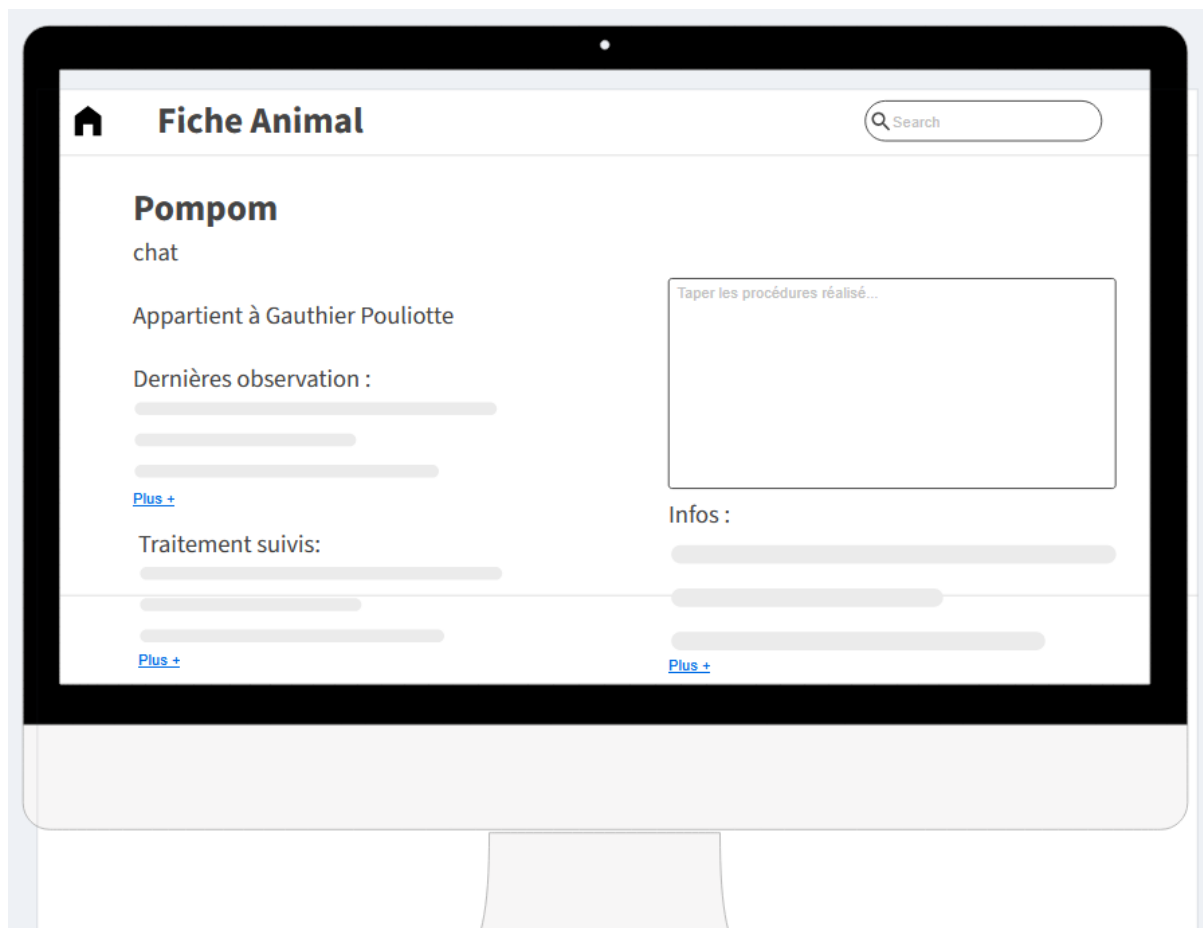 Fiche Animal
Search
Pompom
chat
Appartient à Gauthier Pouliotte
Dernières observation :
Plus +
Traitement suivis:
Plus +
Taper les procédures réalisé...
Infos :
Plus +